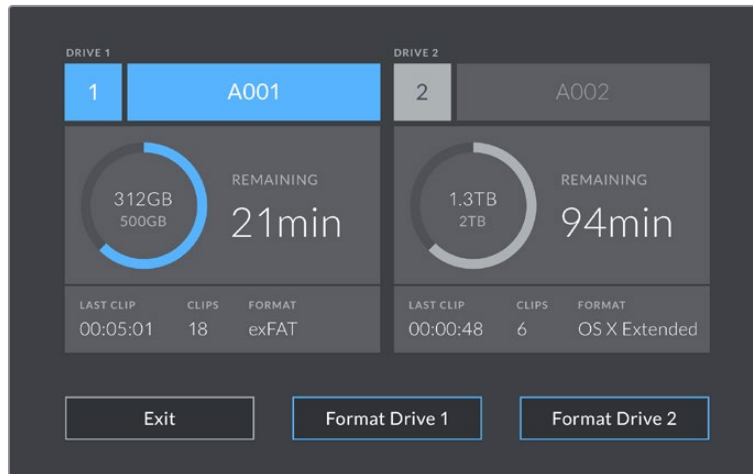 DRIVE 1
1
A001
312GB
500GB
REMAINING
21min
LAST CLIP CLIPS FORMAT
00:05:01 18 exFAT
DRIVE 2
2
A002
1.3TB
2TB
REMAINING
94min
LAST CLIP CLIPS FORMAT
00:00:48 6 OS X Extended
Exit
Format Drive 1
Format Drive 2